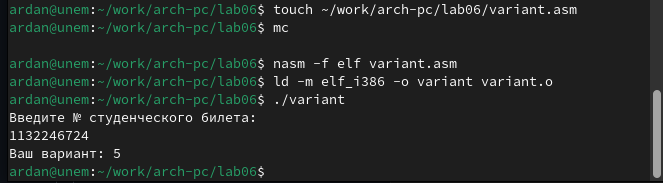 ardan@unem:~/work/arch-pc/lab06$ touch ~/work/arch-pc/lab06/variant.asm
ardan@unem:~/work/arch-pc/lab06$ mc
ardan@unem:~/work/arch-pc/lab06$ nasm -f elf variant.asm
ardan@unem:~/work/arch-pc/lab06$ ld -m elf_i386 -o variant variant.o
ardan@unem:~/work/arch-pc/lab06$ ./variant
Введите № студенческого билета:
1132246724
Ваш вариант: 5
ardan@unem:~/work/arch-pc/lab06$